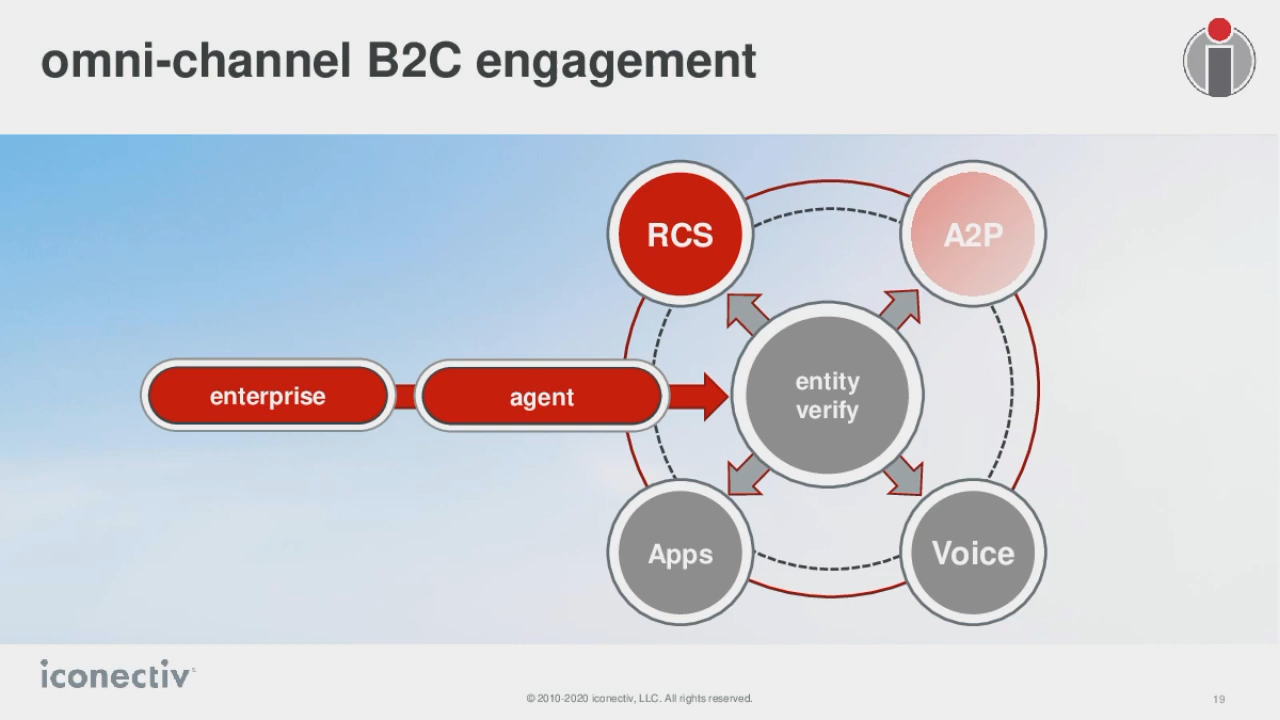 omni-channel B2C engagement
RCS
A2P
enterprise
agent
entity
verify
Apps
Voice
iconectiv
© 2010-2020 iconectiv, LLC. All rights reserved.
19